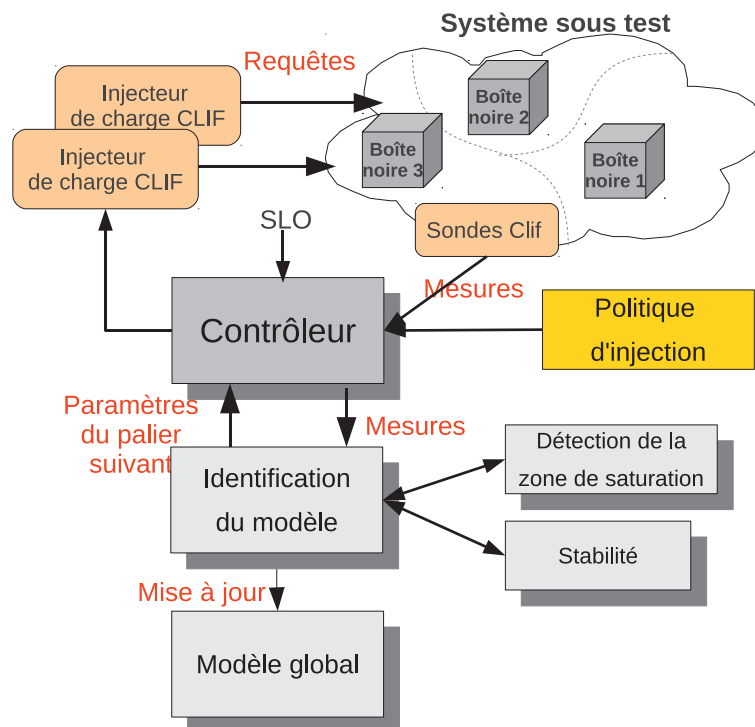 Système sous test
Requêtes
Injecteur
de charge CLIF
Injecteur
de charge CLIF
Boîte
noire 2
Boîte
noire 3
Boîte
noire 1
SLO
Sondes Clif
Mesures
Contrôleur
Politique
d'injection
Paramètres
du palier
suivant
Mesures
Identification
du modèle
Détection de la
zone de saturation
Stabilité
Mise à jour
Modèle global